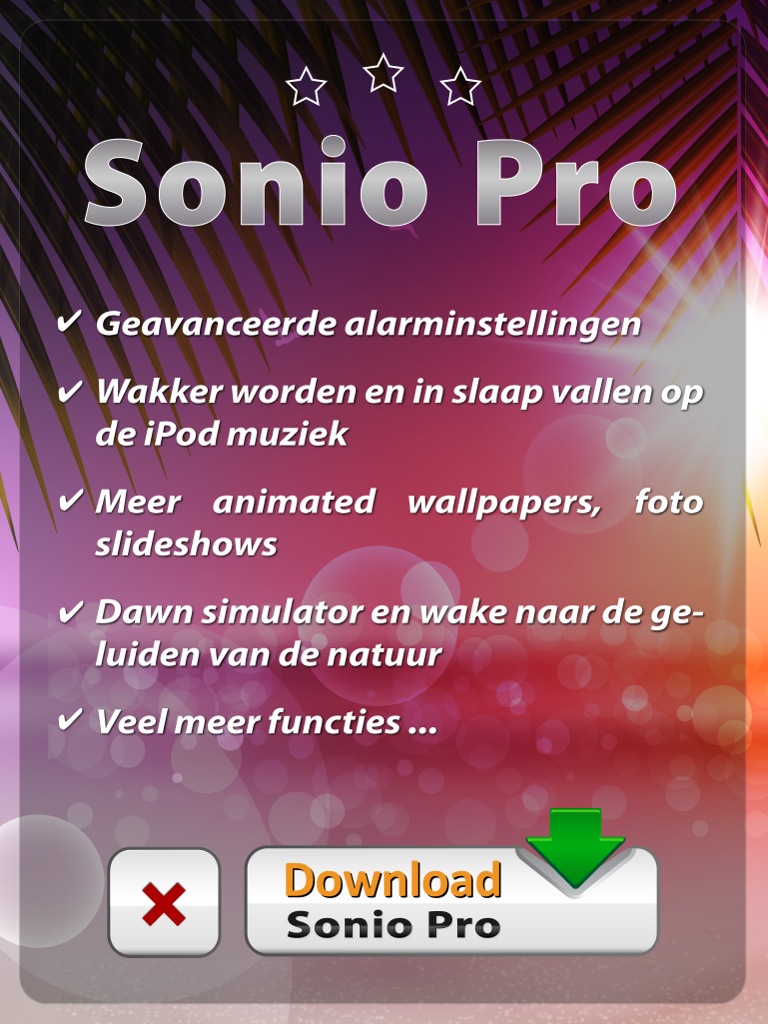 Sonio Pro
Geavanceerde alarminstellingen
Wakker worden en in slaap vallen op
de iPod muziek
Meer animated wallpapers, foto
slideshows
Dawn simulator en wake naar de ge-
luiden van de natuur
Veel meer functies ...
Download
Sonio Pro